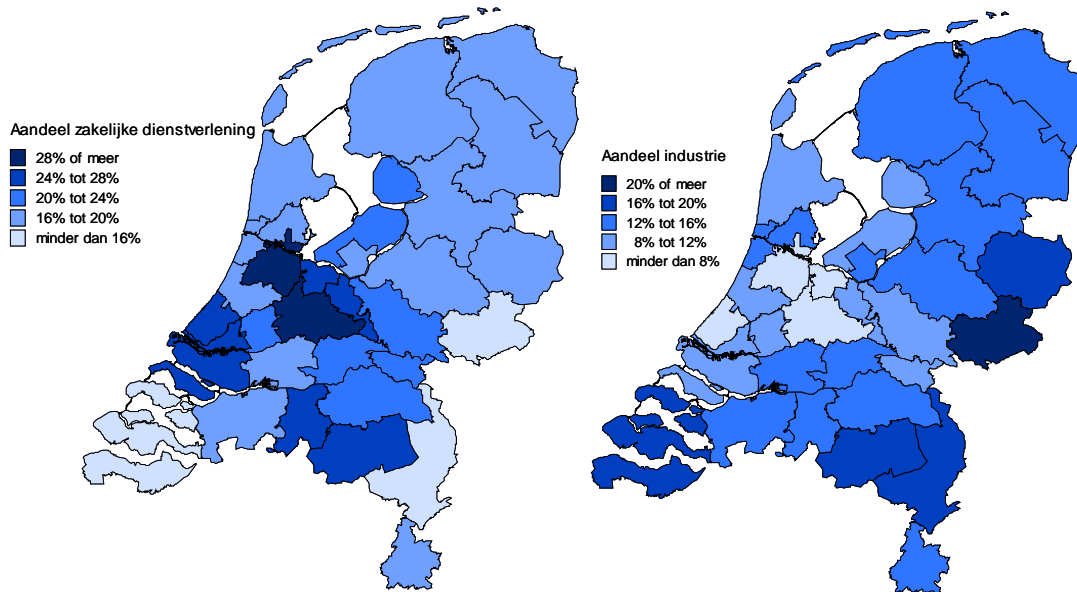 Aandeel zakelijke dienstverlening
28% of meer
24% tot 28%
20% tot 24%
16% tot 20%
minder dan 16%
Aandeel industrie
20% of meer
16% tot 20%
12% tot 16%
8% tot 12%
minder dan 8%